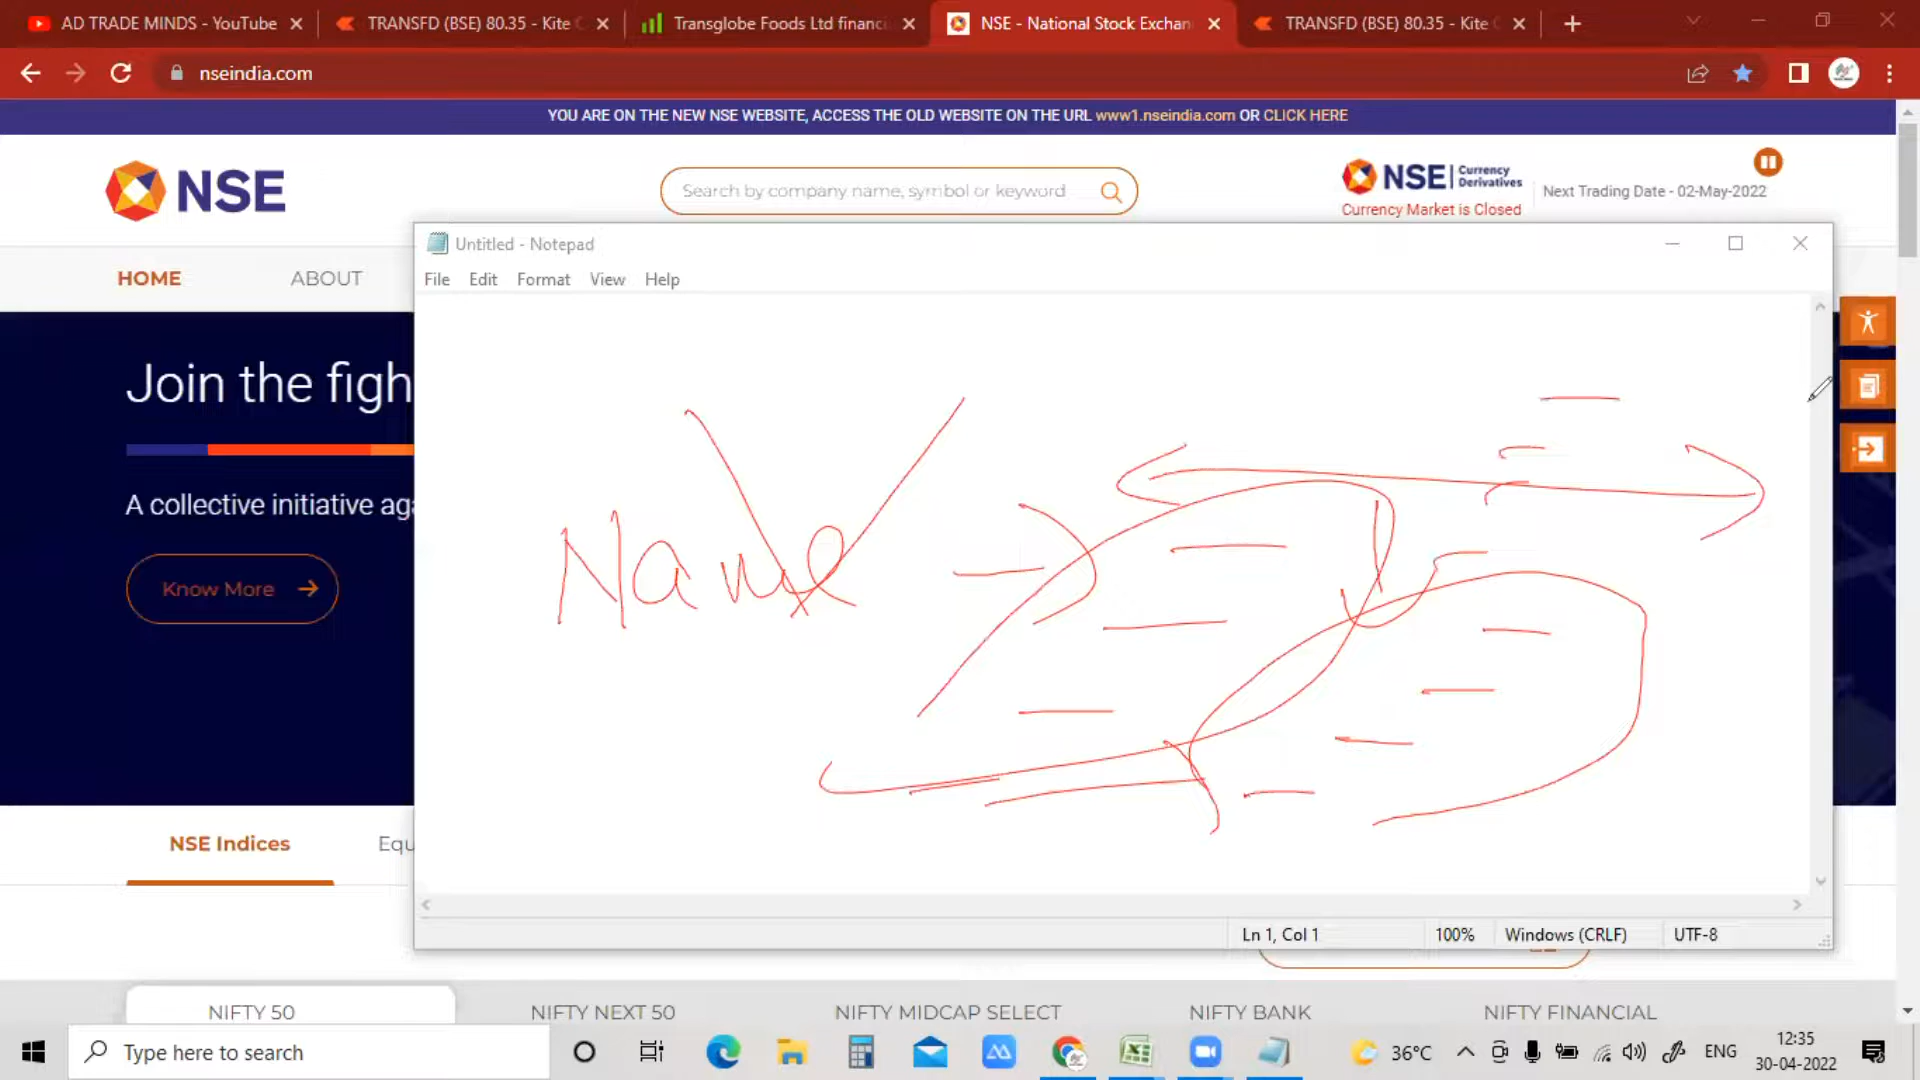 AD TRADE MINDS - YouTube
TRANSFD (BSE) 80.35 - Kite
Transglobe Foods Ltd financi
NSE - National Stock Exchan
TRANSFD (BSE) 80.35 - Kite
nseindia.com
YOU ARE ON THE NEW NSE WEBSITE, ACCESS THE OLD WEBSITE ON THE URL www1.nseindia.com OR CLICK HERE
NSE
Search by company name, symbol or keyword
NSE Currency Derivatives
Next Trading Date - 02-May-2022
Currency Market is Closed
HOME ABOUT
Untitled - Notepad
File Edit Format View Help
Join the figh
A collective initiative aga
Know More
Name
NSE Indices
Equ
Ln 1, Col 1 100% Windows (CRLF) UTF-8
NIFTY 50 NIFTY NEXT 50 NIFTY MIDCAP SELECT NIFTY BANK NIFTY FINANCIAL
Type here to search
36°C
ENG
12:35
30-04-2022